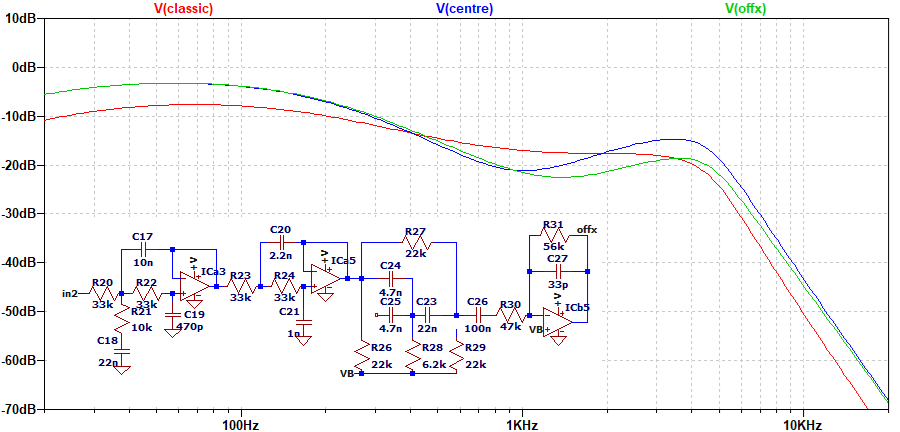 V(classic) V(centre) V(offx)
10dB
0dB
-10dB
-20dB
-30dB
-40dB
-50dB
-60dB
-70dB
100Hz 1KHz 10KHz
C17
10n
C20
2.2n
R27
22k
R31
56k
offx
C27
33p
+V
ICa3
+V
ICa5
+V
ICb5
C24
4.7n
in2
R20
33k
R22
33k
R23
33k
R24
33k
C25
4.7n
C23
22n
C26
100n
R30
47k
VB
R21
10k
C19
470p
C21
1n
C18
22n
R26
22k
R28
6.2k
R29
22k
VB